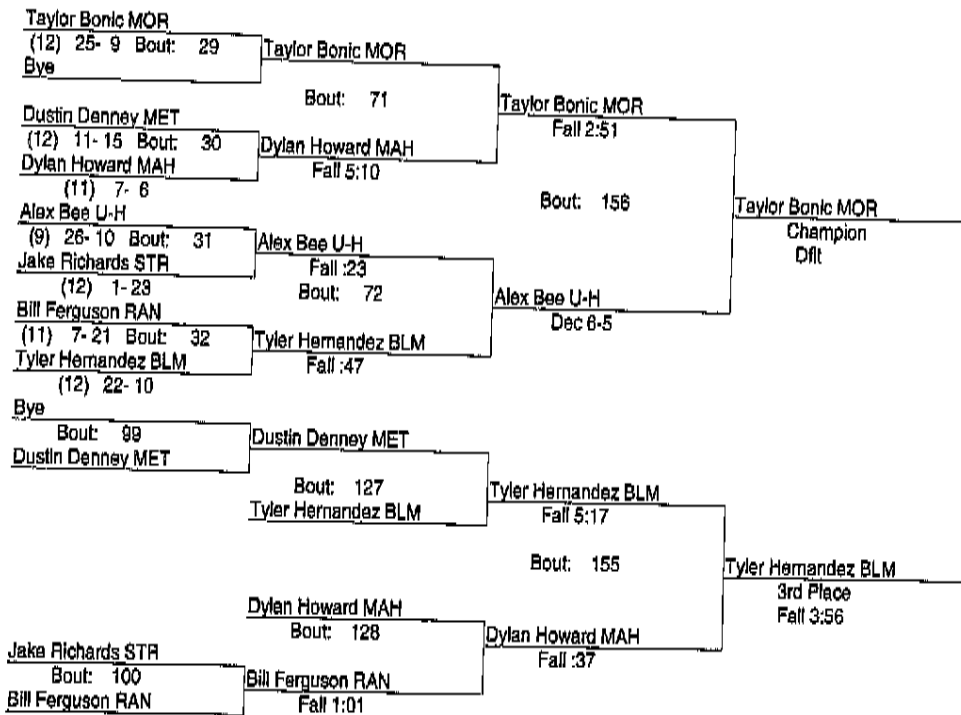 Taylor Bonic MOR
(12) 25- 9 Bout: 29
Bye
Taylor Bonic MOR
Bout: 71
Dustin Denney MET
(12) 11- 15 Bout: 30
Dylan Howard MAH
(11) 7- 6
Dylan Howard MAH
Fall 5:10
Taylor Bonic MOR
Fall 2:51
Alex Bee U-H
(9) 26- 10 Bout: 31
Jake Richards STR
(12) 1- 23
Alex Bee U-H
Fall :23
Bout: 72
Bill Ferguson RAN
(11) 7- 21 Bout: 32
Tyler Hernandez BLM
(12) 22- 10
Tyler Hernandez BLM
Fall :47
Alex Bee U-H
Dec 6-5
Bout: 156
Taylor Bonic MOR
Champion
Dflt
Bye
Bout: 99
Dustin Denney MET
Dustin Denney MET
Bout: 127
Tyler Hernandez BLM
Tyler Hernandez BLM
Fall 5:17
Bout: 155
Dylan Howard MAH
Bout: 128
Jake Richards STR
Bout: 100
Bill Ferguson RAN
Bill Ferguson RAN
Fall 1:01
Dylan Howard MAH
Fall :37
Tyler Hernandez BLM
3rd Place
Fall 3:56